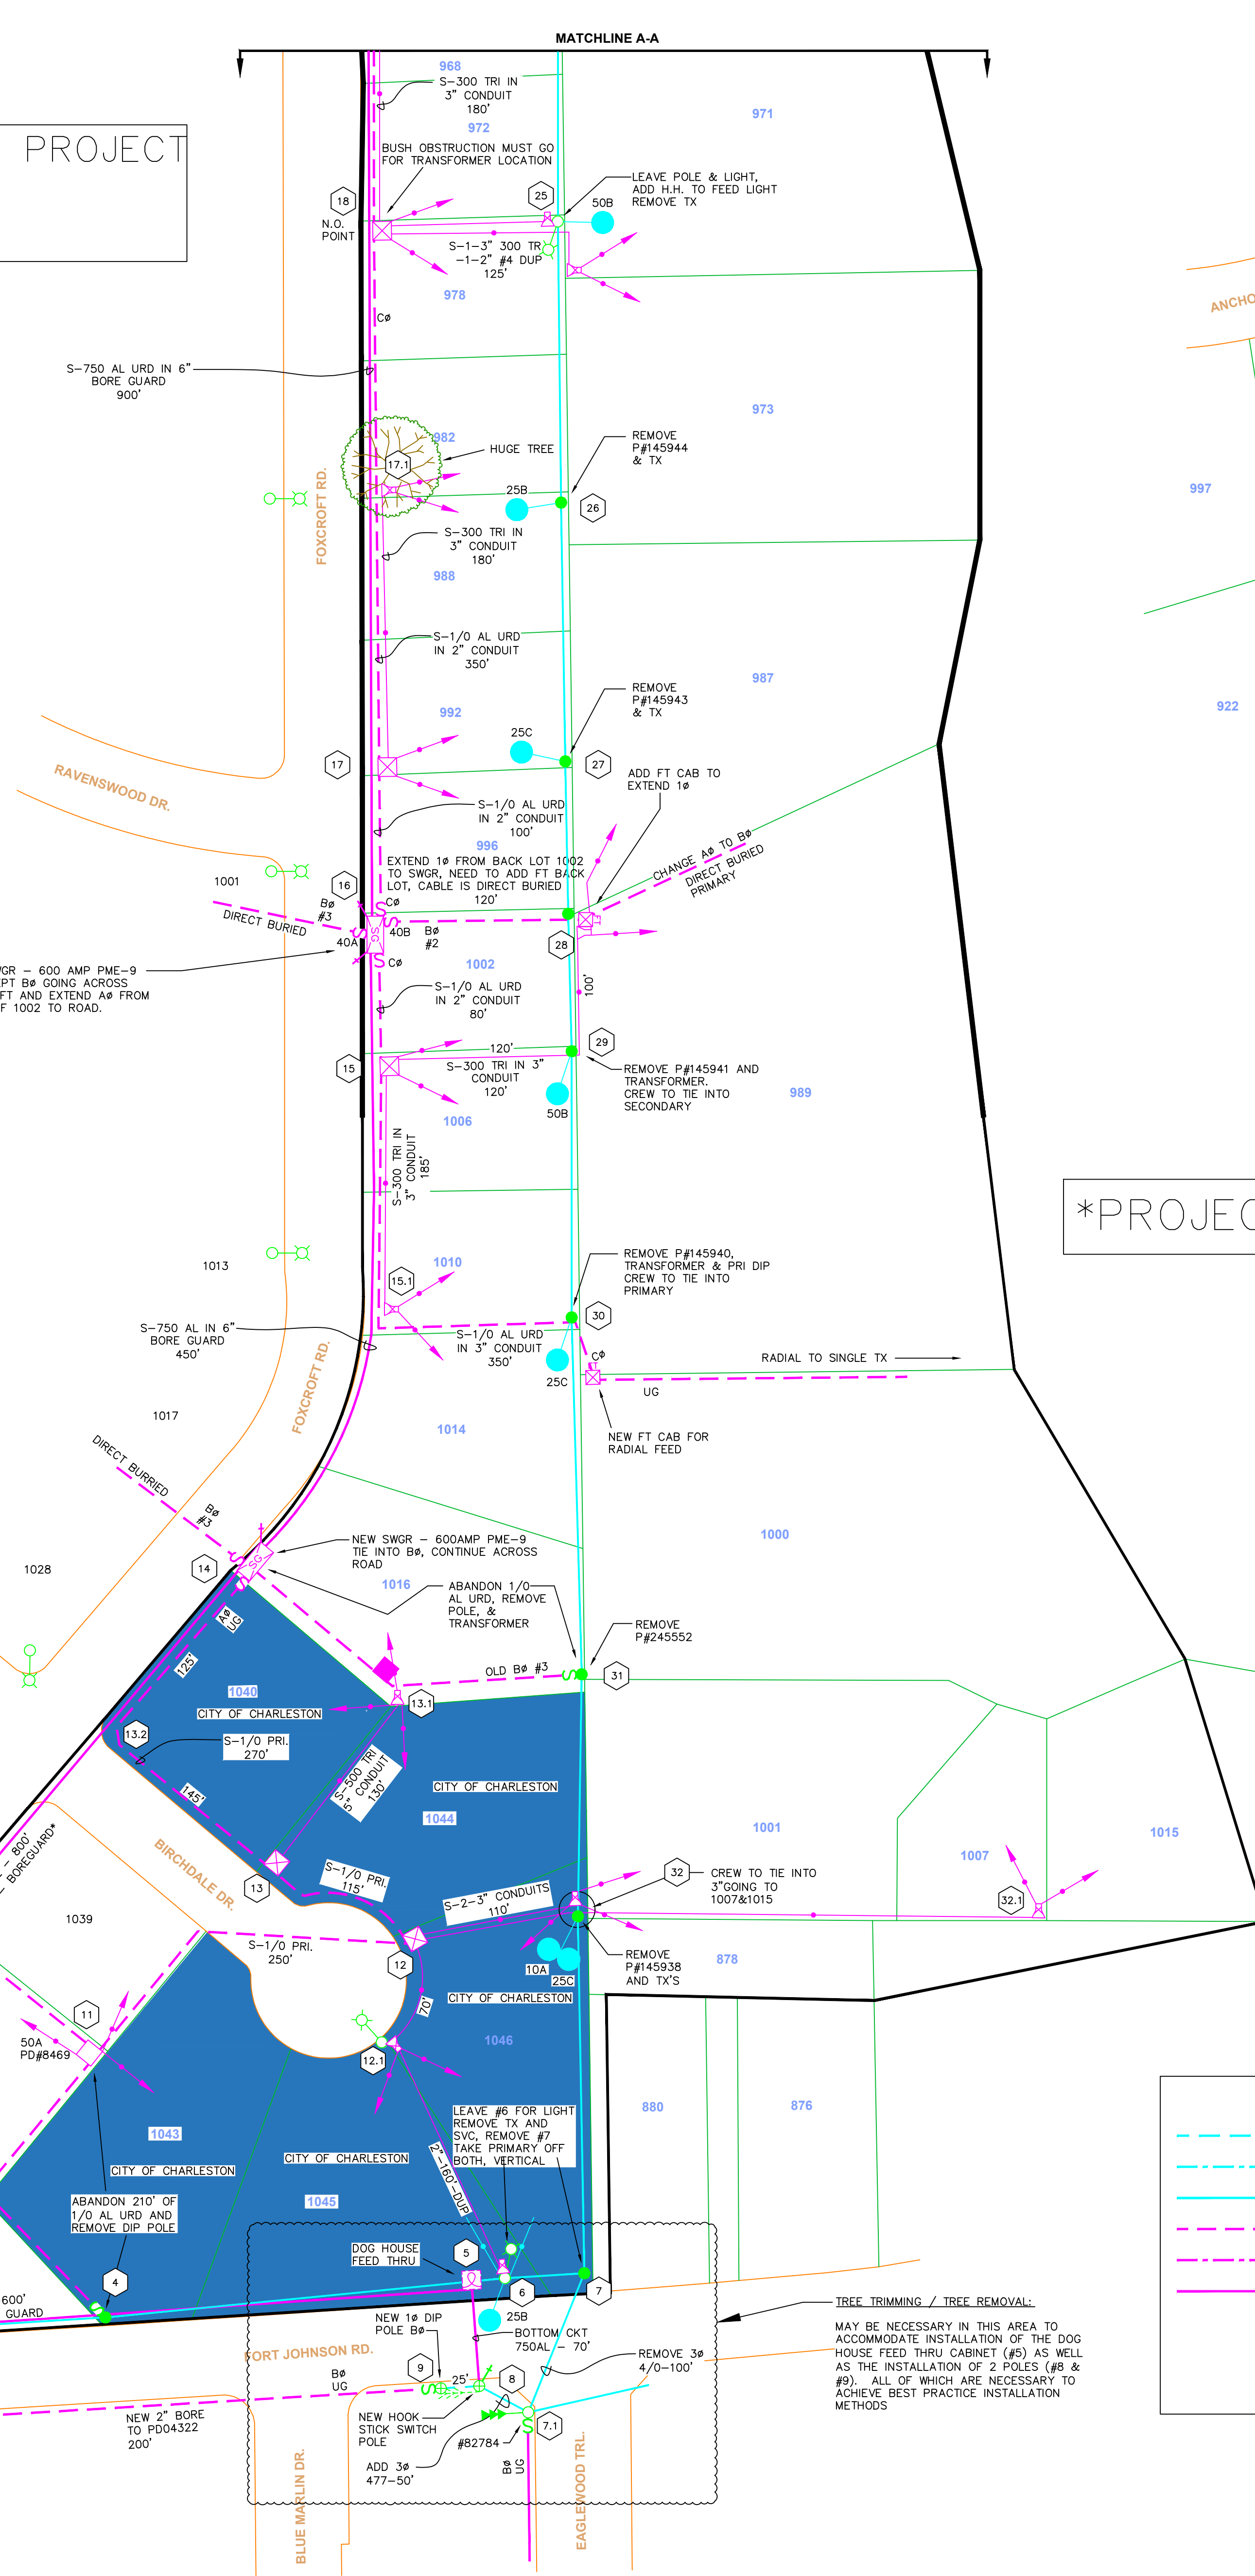 MATCHLINE A-A
968
S-300 TRI IN
3" CONDUIT
180'
972
971
PROJECT
BUSH OBSTRUCTION MUST GO
FOR TRANSFORMER LOCATION
18
N.O.
POINT
25
50B
LEAVE POLE & LIGHT,
ADD H.H. TO FEED LIGHT
REMOVE TX
S-1-3" 300 TR
-1-2" #4 DUP
125'
978
ANCHO
CØ
S-750 AL URD IN 6"
BORE GUARD
900'
973
982
HUGE TREE
17.1
REMOVE
P#145944
& TX
25B
26
997
FOXCROFT RD.
S-300 TRI IN
3" CONDUIT
180'
988
S-1/0 AL URD
IN 2" CONDUIT
350'
987
REMOVE
P#145943
& TX
922
992
25C
17
27
RAVENSWOOD DR.
ADD FT CAB TO
EXTEND 1Ø
S-1/0 AL URD
IN 2" CONDUIT
100'
996
EXTEND 1Ø FROM BACK LOT 1002
TO SWGR, NEED TO ADD FT BACK
LOT, CABLE IS DIRECT BURIED
120'
CHANGE AØ TO BØ
DIRECT BURIED
PRIMARY
1001
16
BØ
#3
DIRECT BURIED
CØ
S
S
SG
40A
40B
BØ
#2
FT
28
S
S
CØ
WGR - 600 AMP PME-9
EPT BØ GOING ACROSS
FT AND EXTEND AØ FROM
F 1002 TO ROAD.
1002
S-1/0 AL URD
IN 2" CONDUIT
80'
100'
29
120'
15
S-300 TRI IN 3"
CONDUIT
120'
REMOVE P#145941 AND
TRANSFORMER.
CREW TO TIE INTO
SECONDARY
50B
989
1006
S-300 TRI IN
3" CONDUIT
185'
*PROJEC
1013
1010
15.1
REMOVE P#145940,
TRANSFORMER & PRI DIP
CREW TO TIE INTO
PRIMARY
30
S-750 AL IN 6"
BORE GUARD
450'
S-1/0 AL URD
IN 3" CONDUIT
350'
25C
CØ
RADIAL TO SINGLE TX
UG
FOXCROFT RD.
1017
1014
NEW FT CAB FOR
RADIAL FEED
DIRECT BURRIED
BØ
#3
1000
NEW SWGR - 600AMP PME-9
TIE INTO BØ, CONTINUE ACROSS
ROAD
S
SG
S
14
1028
1016
ABANDON 1/0
AL URD, REMOVE
POLE, &
TRANSFORMER
REMOVE
P#245552
AØ
UG
125'
OLD BØ #3
S
31
1040
CITY OF CHARLESTON
13.1
13.2
S-1/0 PRI.
270'
S-500 TRI
5" CONDUIT
130'
CITY OF CHARLESTON
145'
1044
1001
1015
1007
- 800'
BOREGUARD*
BIRCHDALE DR.
13
S-1/0 PRI.
115'
S-2-3" CONDUITS
110'
32
CREW TO TIE INTO
3"GOING TO
1007&1015
32.1
1039
S-1/0 PRI.
250'
12
10A
25C
REMOVE
P#145938
AND TX'S
878
70'
CITY OF CHARLESTON
11
50A
PD#8469
12.1
1046
880
876
LEAVE #6 FOR LIGHT
REMOVE TX AND
SVC, REMOVE #7
TAKE PRIMARY OFF
BOTH, VERTICAL
1043
CITY OF CHARLESTON
CITY OF CHARLESTON
2"-160'-DUP
1045
ABANDON 210' OF
1/0 AL URD AND
REMOVE DIP POLE
DOG HOUSE
FEED THRU
5
4
6
7
600'
GUARD
25B
NEW 1Ø DIP
POLE BØ
BOTTOM CKT
750AL - 70'
REMOVE 3Ø
4/0-100'
FORT JOHNSON RD.
TREE TRIMMING / TREE REMOVAL:
MAY BE NECESSARY IN THIS AREA TO
ACCOMMODATE INSTALLATION OF THE DOG
HOUSE FEED THRU CABINET (#5) AS WELL
AS THE INSTALLATION OF 2 POLES (#8 &
#9). ALL OF WHICH ARE NECESSARY TO
ACHIEVE BEST PRACTICE INSTALLATION
METHODS
BØ
UG
9
25'
8
S
NEW 2" BORE
TO PD04322
200'
NEW HOOK
STICK SWITCH
POLE
#82784
S
7.1
ADD 3Ø
477-50'
BØ
UG
BLUE MARLIN DR.
EAGLEWOOD TRL.